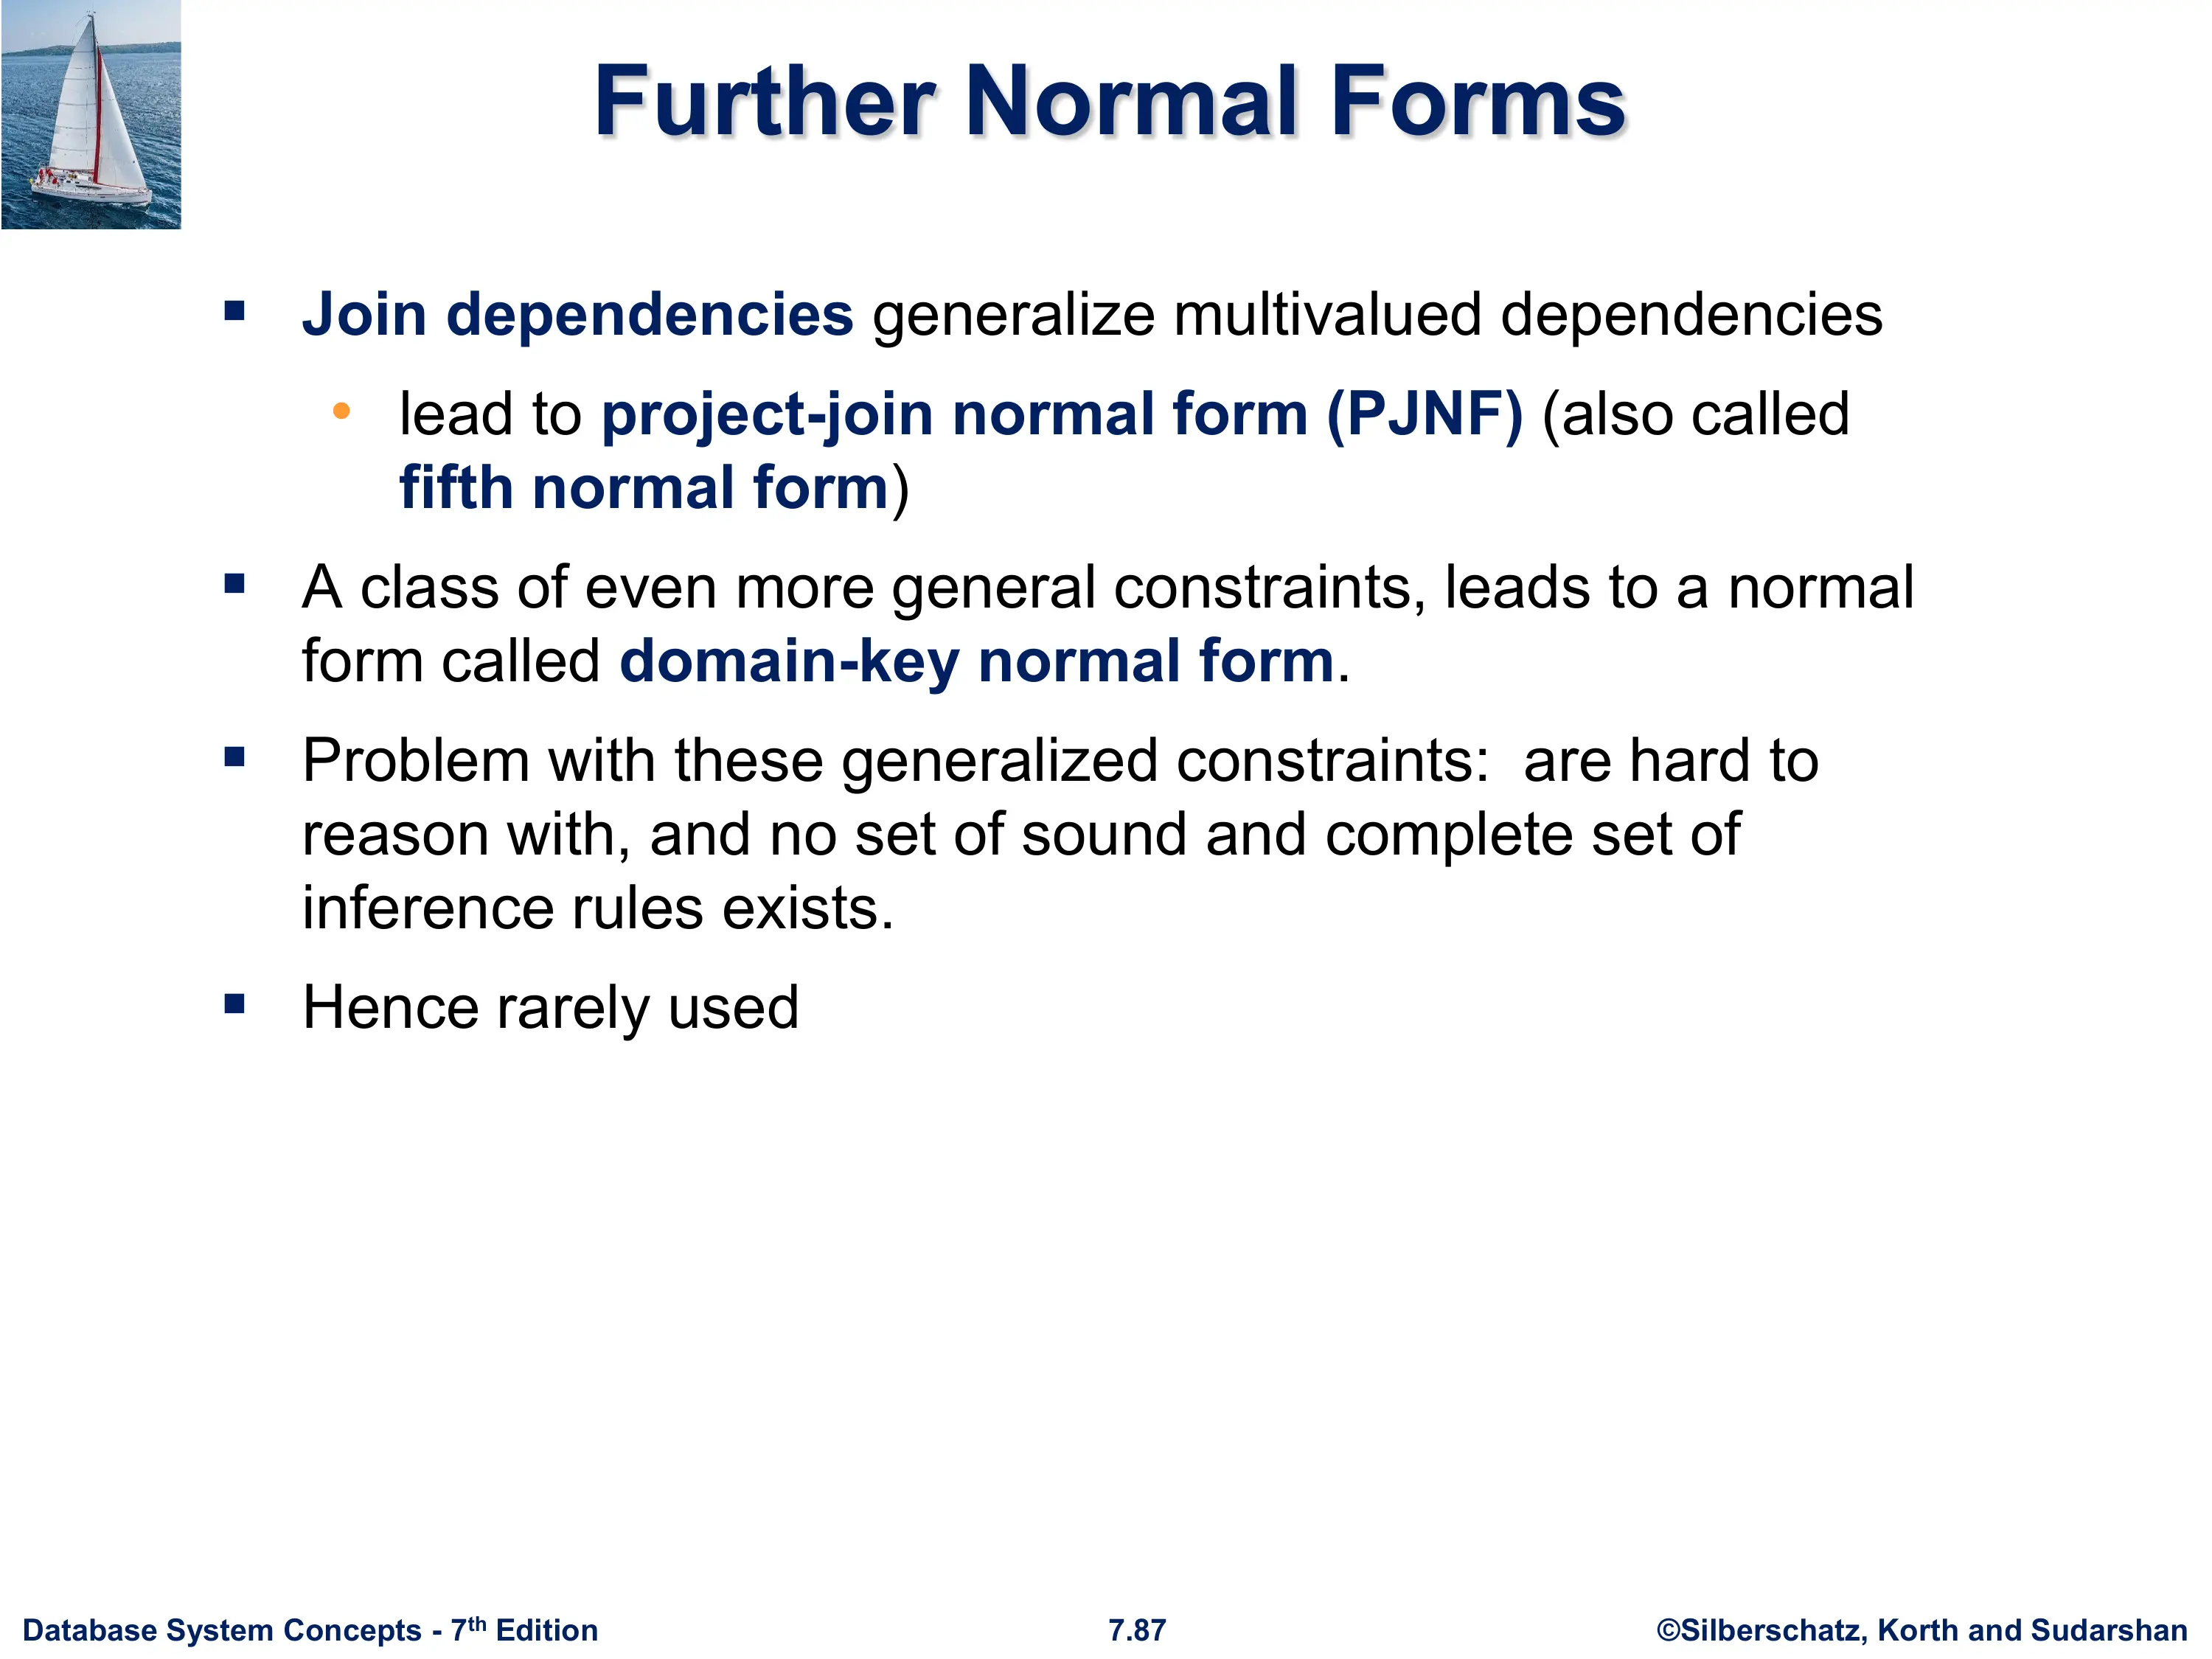 Further Normal Forms
▪ Join dependencies generalize multivalued dependencies
• lead to project-join normal form (PJNF) (also called
fifth normal form)
▪ A class of even more general constraints, leads to a normal
form called domain-key normal form.
▪ Problem with these generalized constraints:  are hard to
reason with, and no set of sound and complete set of
inference rules exists.
▪ Hence rarely used
Database System Concepts - 7th Edition
7.87
©Silberschatz, Korth and Sudarshan